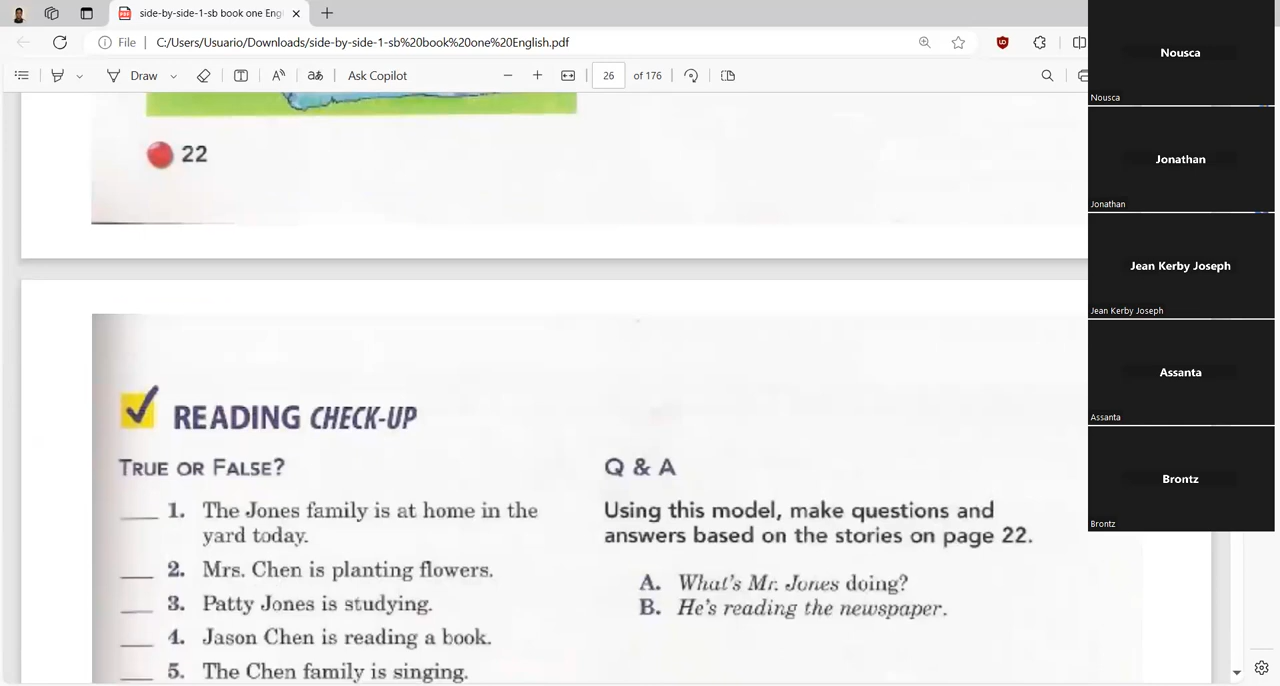 side-by-side-1-sb book one Eng
File
C:/Users/Usuario/Downloads/side-by-side-1-sb%20book%20one%20English.pdf
Draw
Ask Copilot
26
of 176
22
READING CHECK-UP
TRUE OR FALSE?
1. The Jones family is at home in the
yard today.
2. Mrs. Chen is planting flowers.
3. Patty Jones is studying.
4. Jason Chen is reading a book.
5. The Chen family is singing.
Q & A
Using this model, make questions and
answers based on the stories on page 22.
A. What's Mr. Jones doing?
B. He's reading the newspaper.
Nousca
Nousca
Jonathan
Jonathan
Jean Kerby Joseph
Jean Kerby Joseph
Assanta
Assanta
Brontz
Brontz